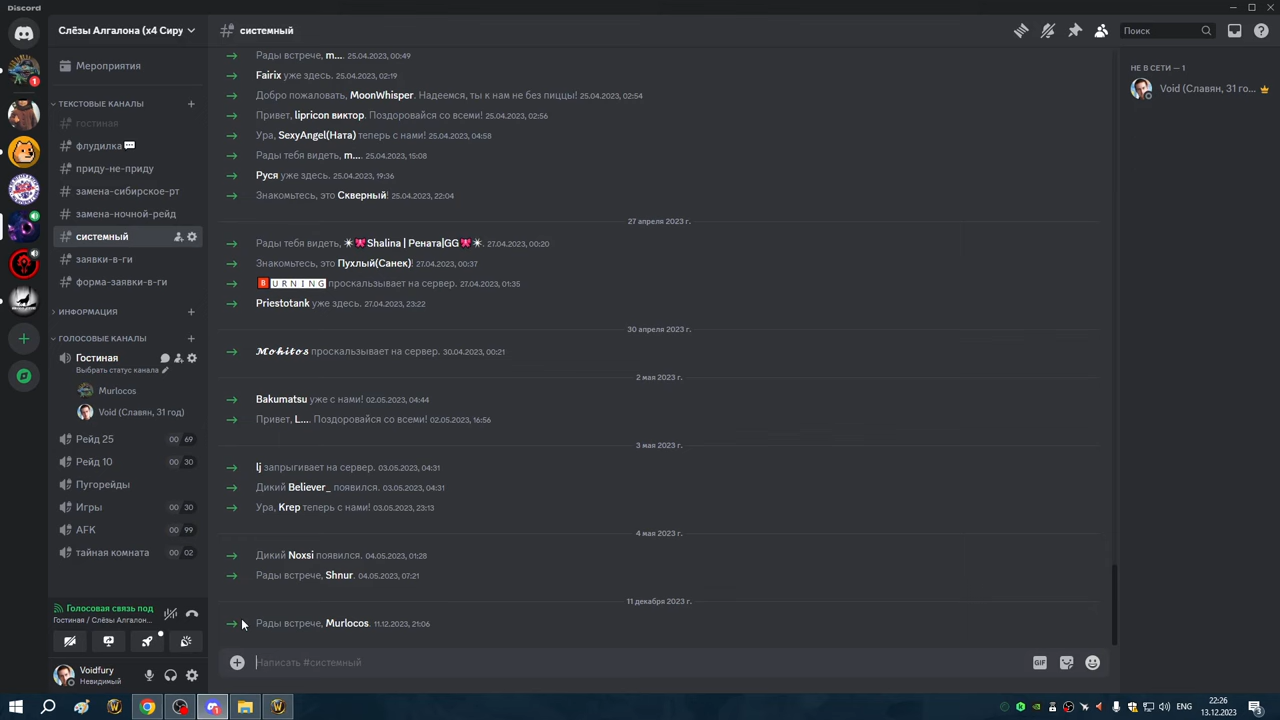 Discord
Слёзы Алгалона (x4 Сиру
Мероприятия
ТЕКСТОВЫЕ КАНАЛЫ
гостиная
флудилка
приду-не-приду
замена-сибирское-рт
замена-ночной-рейд
системный
заявки-в-ги
форма-заявки-в-ги
ИНФОРМАЦИЯ
ГОЛОСОВЫЕ КАНАЛЫ
Гостиная
Выбрать статус канала
Murlocos
Void (Славян, 31 год)
Рейд 25 00 69
Рейд 10 00 30
Пугорейды
Игры 00 30
AFK 00 99
тайная комната 00 02
Голосовая связь под
Гостиная / Слёзы Алгалон...
Voidfury
Невидимый
системный
Поиск
Рады встрече, m.... 25.04.2023, 00:49
Fairix уже здесь. 25.04.2023, 02:19
Добро пожаловать, MoonWhisper. Надеемся, ты к нам не без пиццы! 25.04.2023, 02:54
Привет, lipricon виктор. Поздоровайся со всеми! 25.04.2023, 02:56
Ура, SexyAngel(Ната) теперь с нами! 25.04.2023, 04:58
Рады тебя видеть, m.... 25.04.2023, 15:08
Руся уже здесь. 25.04.2023, 19:36
Знакомьтесь, это Скверный! 25.04.2023, 22:04
27 апреля 2023 г.
Рады тебя видеть, Shalina | Рената|GG. 27.04.2023, 00:20
Знакомьтесь, это Пухлый(Санек)! 27.04.2023, 00:37
BURNING проскальзывает на сервер. 27.04.2023, 01:35
Priestotank уже здесь. 27.04.2023, 23:22
30 апреля 2023 г.
𝓜𝓸𝓱𝓲𝓽𝓸𝓼 проскальзывает на сервер. 30.04.2023, 00:21
2 мая 2023 г.
Bakumatsu уже с нами! 02.05.2023, 04:44
Привет, L.... Поздоровайся со всеми! 02.05.2023, 16:56
3 мая 2023 г.
lj запрыгивает на сервер. 03.05.2023, 04:31
Дикий Believer_ появился. 03.05.2023, 04:31
Ура, Krep теперь с нами! 03.05.2023, 23:13
4 мая 2023 г.
Дикий Noxsi появился. 04.05.2023, 01:28
Рады встрече, Shnur. 04.05.2023, 07:21
11 декабря 2023 г.
Рады встрече, Murlocos. 11.12.2023, 21:06
Написать #системный
GIF
НЕ В СЕТИ — 1
Void (Славян, 31 го...
ENG
22:26
13.12.2023